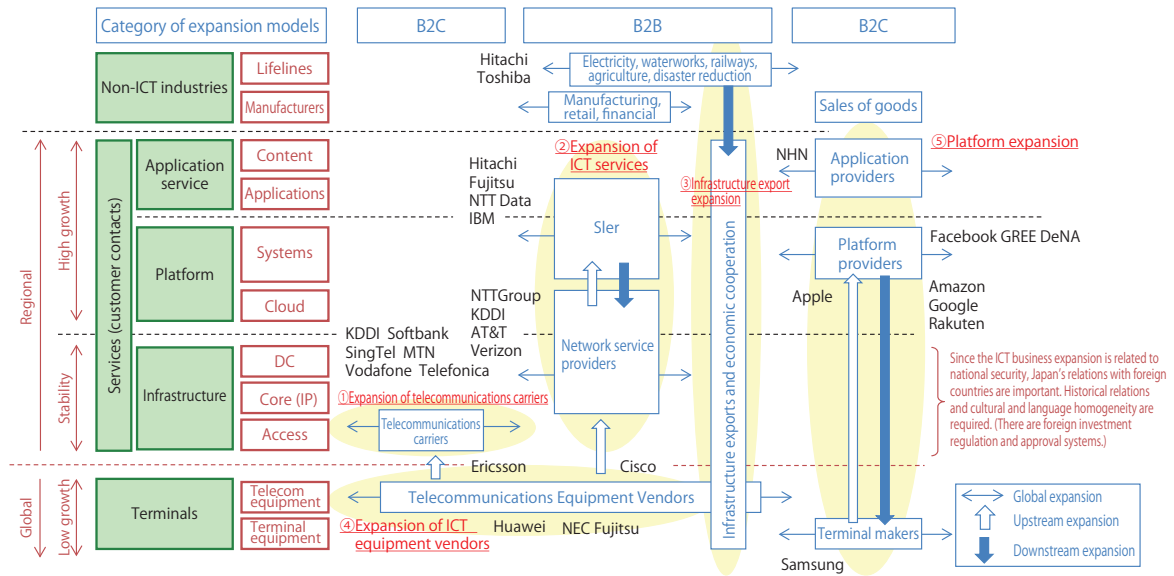 Category of expansion models
B2C
B2B
B2C
Non-ICT industries
Lifelines
Manufacturers
Hitachi
Toshiba
Electricity, waterworks, railways,
agriculture, disaster reduction
Manufacturing,
retail, financial
Sales of goods
Regional
High growth
Stability
Services (customer contacts)
Application
service
Content
Applications
Platform
Systems
Cloud
Infrastructure
DC
Core (IP)
Access
Global
Low growth
Terminals
Telecom
equipment
Terminal
equipment
KDDI Softbank
SingTel MTN
Vodafone Telefonica
①Expansion of telecommunications carriers
Telecommunications
carriers
Ericsson
②Expansion of
ICT services
Hitachi
Fujitsu
NTT Data
IBM
SIer
NTTGroup
KDDI
AT&T
Verizon
Network service
providers
Cisco
Telecommunications Equipment Vendors
④Expansion of ICT
equipment vendors
Huawei
NEC Fujitsu
③Infrastructure export
expansion
Infrastructure exports and economic cooperation
NHN
Application
providers
⑤Platform expansion
Platform
providers
Facebook GREE DeNA
Apple
Amazon
Google
Rakuten
Since the ICT business expansion is related to
national security, Japan's relations with foreign
countries are important. Historical relations
and cultural and language homogeneity are
required. (There are foreign investment
regulation and approval systems.)
Terminal makers
Samsung
Global expansion
Upstream expansion
Downstream expansion